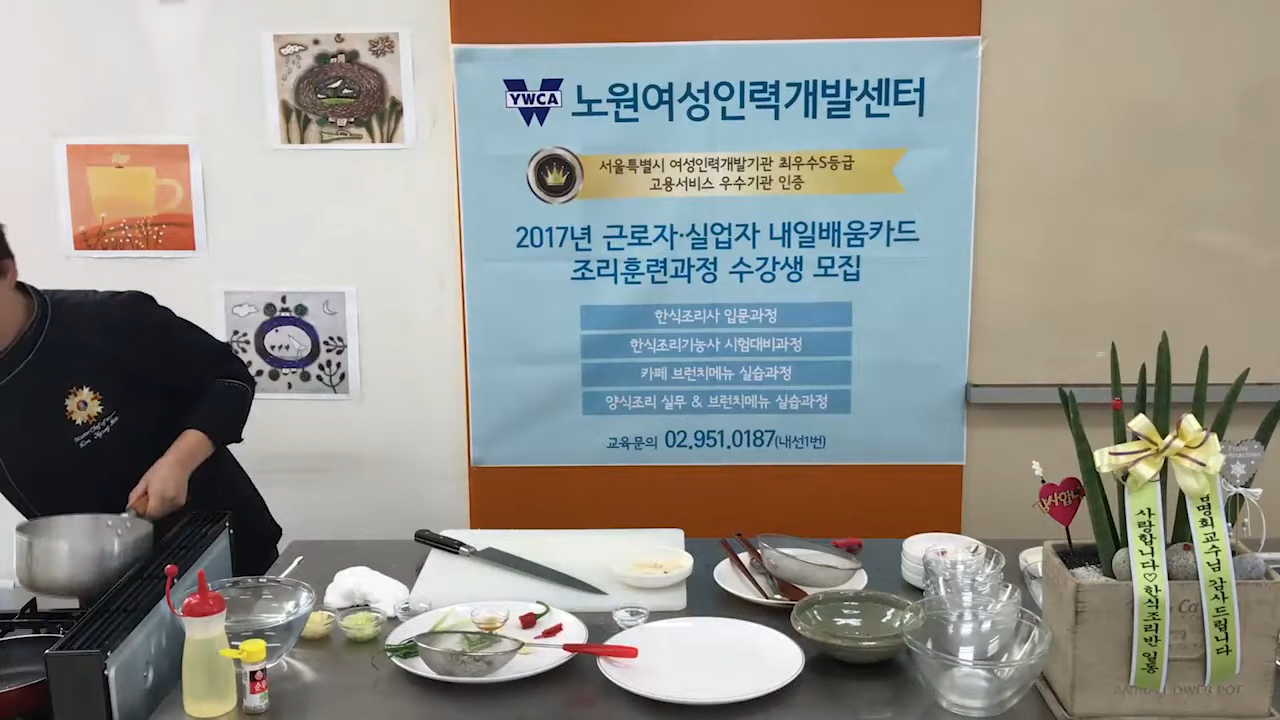 YWCA 노원여성인력개발센터
서울특별시 여성인력개발기관 최우수S등급
고용서비스 우수기관 인증
2017년 근로자·실업자 내일배움카드
조리훈련과정 수강생 모집
한식조리사 입문과정
한식조리기능사 시험대비과정
카페 브런치메뉴 실습과정
양식조리 실무 & 브런치메뉴 실습과정
교육문의 02.951.0187(내선1번)
사랑합니다♡한식조리반 일동
김명희교수님 감사드립니다